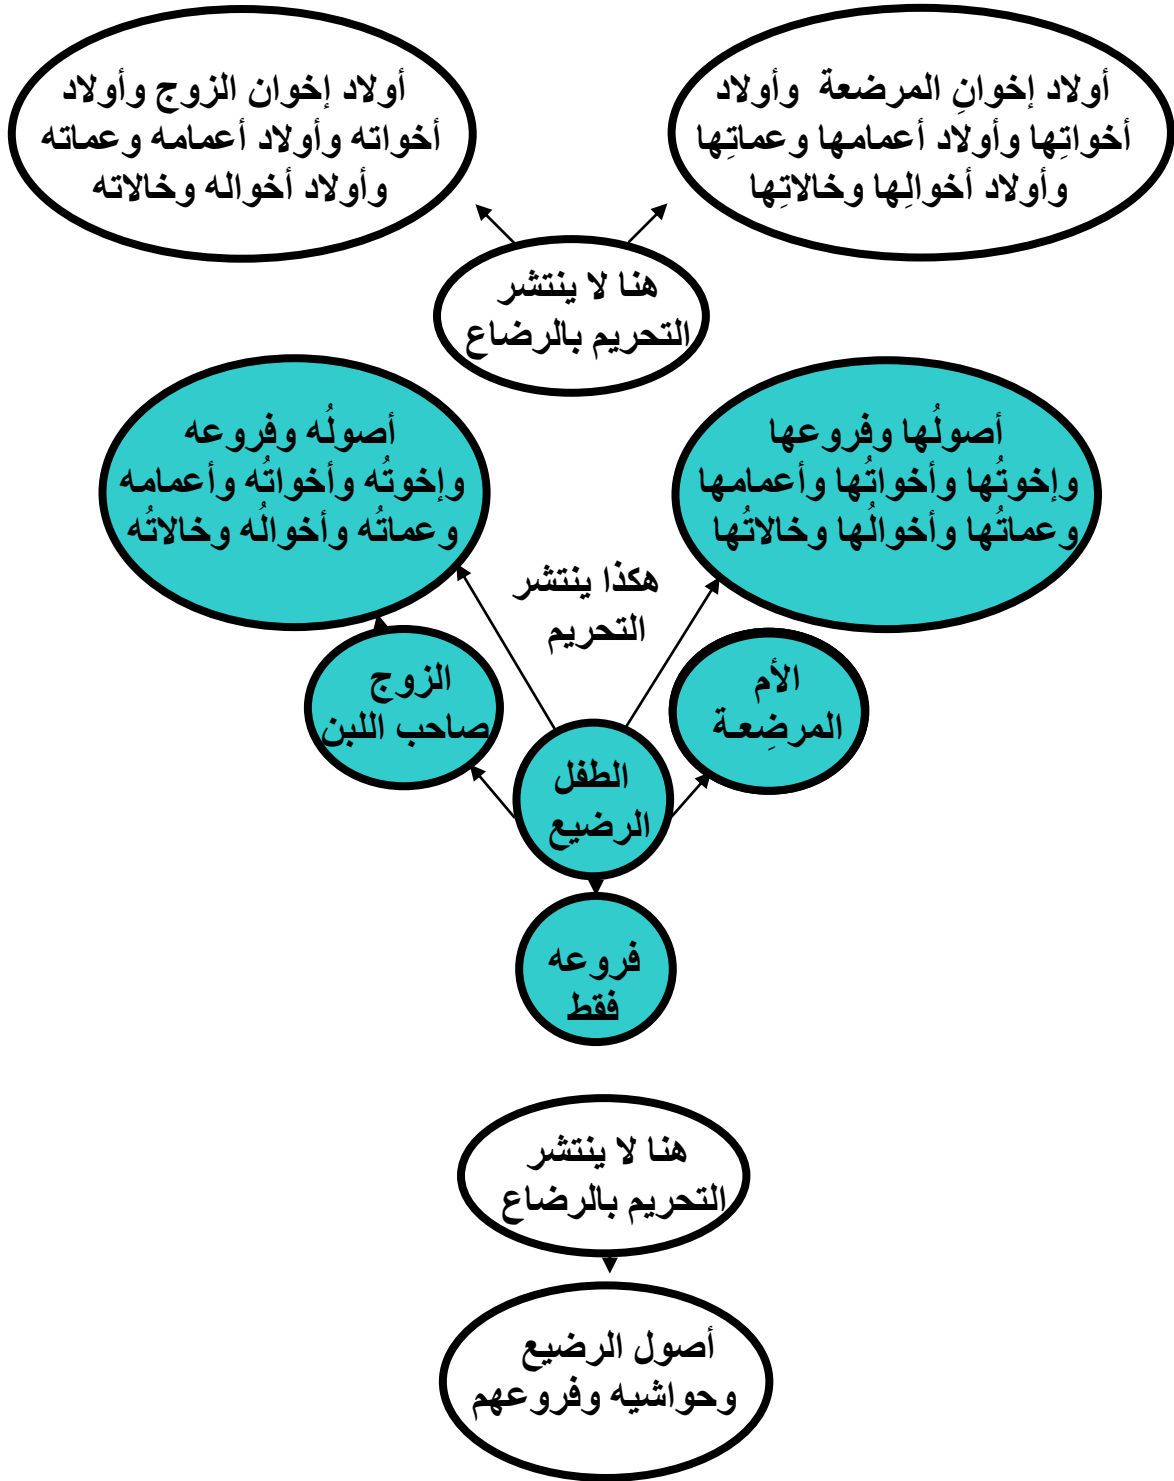 أولاد إخوانِ المرضعة وأولاد
أخواتِها وأولاد أعمامها وعماتِها
وأولاد أخوالِها وخالاتِها
أولاد إخوان الزوج وأولاد
أخواته وأولاد أعمامه وعماته
وأولاد أخواله وخالاته
هنا لا ينتشر
التحريم بالرضاع
أصولُها وفروعها
وإخوتُها وأخواتُها وأعمامها
وعماتُها وأخوالُها وخالاتُها
أصولُه وفروعه
وإخوتُه وأخواتُه وأعمامه
وعماتُه وأخوالُه وخالاتُه
هكذا ينتشر
التحريم
الأم
المرضِعة
الزوج
صاحب اللبن
الطفل
الرضيع
فروعه
فقط
هنا لا ينتشر
التحريم بالرضاع
أصول الرضيع
وحواشيه وفروعهم